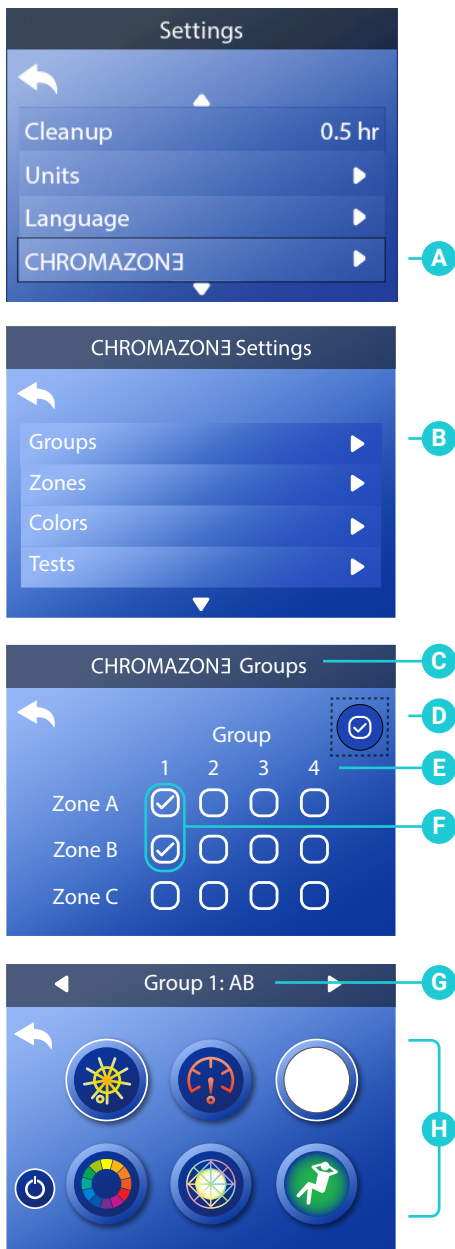 Settings
Cleanup 0.5 hr
Units
Language
CHROMAZONƎ
A
CHROMAZONƎ Settings
Groups
B
Zones
Colors
Tests
CHROMAZONƎ Groups
C
D
Group
1 2 3 4
E
Zone A
F
Zone B
Zone C
Group 1: AB
G
H